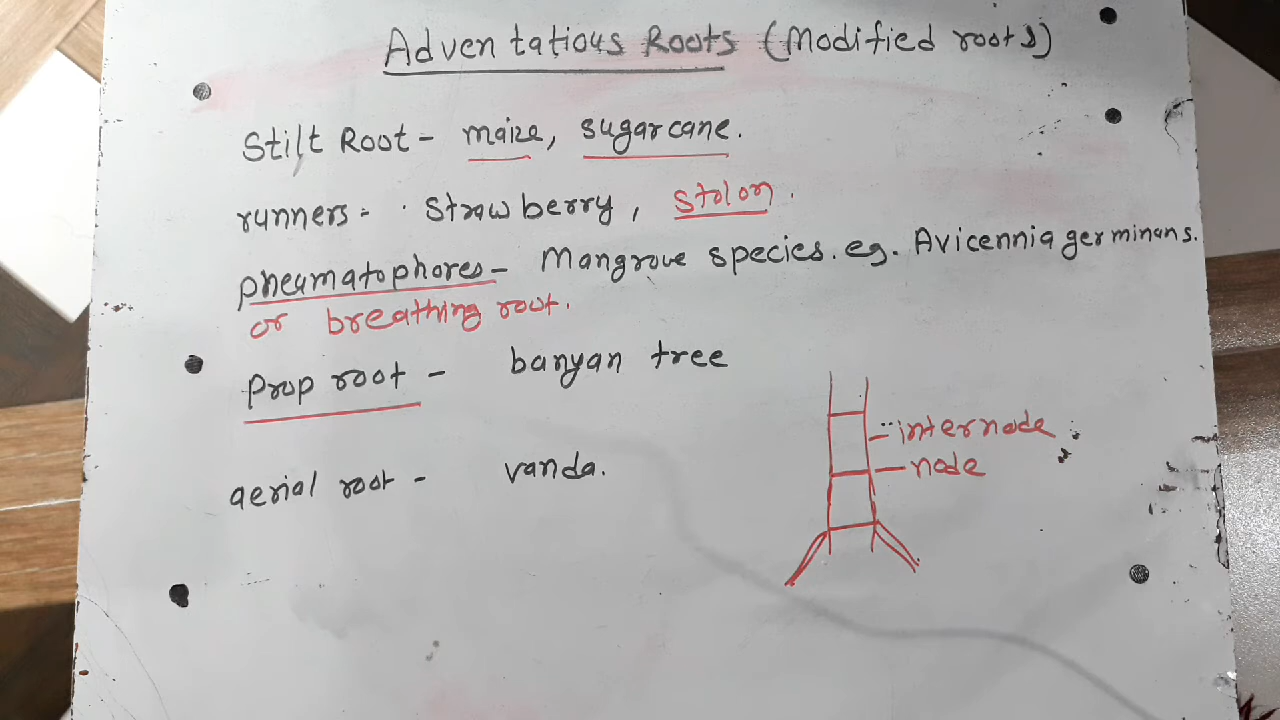 Adventatious Roots (Modified roots)
Stilt Root - maize, sugarcane.
runners - strawberry, stolon.
pneumatophores - Mangrove species. eg. Avicennia germinans.
or breathing root.
Prop root - banyan tree
internode
node
aerial root - vanda.